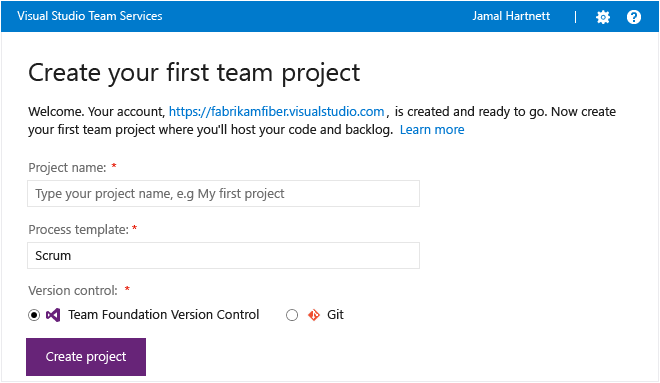 Visual Studio Team Services
Jamal Hartnett
|
?
Create your first team project
Welcome. Your account, https://fabrikamfiber.visualstudio.com , is created and ready to go. Now create
your first team project where you'll host your code and backlog. Learn more
Project name: *
Type your project name, e.g My first project
Process template: *
Scrum
Version control: *
Team Foundation Version Control
Git
Create project